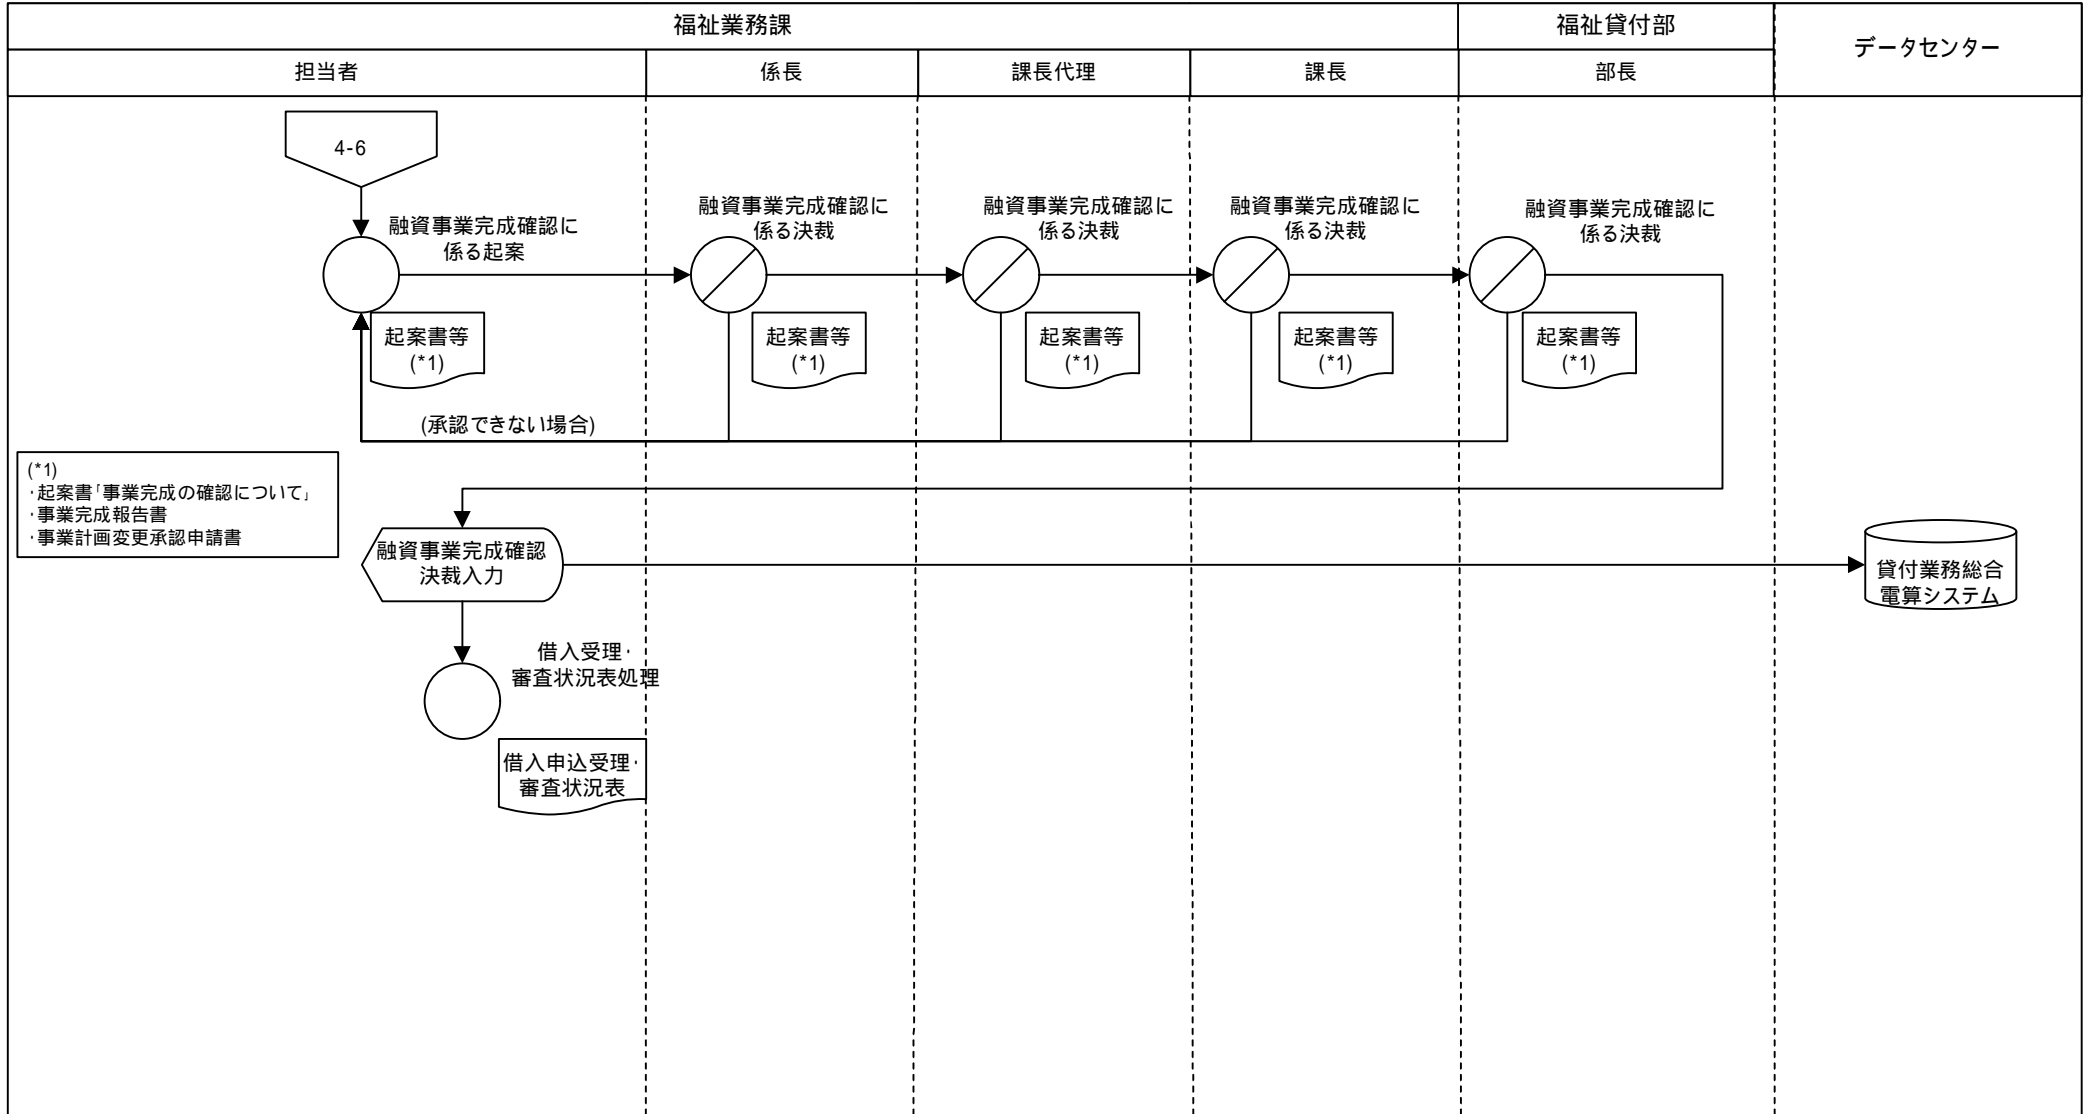 福祉業務課
福祉貸付部
データセンター
担当者
係長
課長代理
課長
部長
4-6
融資事業完成確認に
係る起案
融資事業完成確認に
係る決裁
融資事業完成確認に
係る決裁
融資事業完成確認に
係る決裁
融資事業完成確認に
係る決裁
起案書等
(*1)
起案書等
(*1)
起案書等
(*1)
起案書等
(*1)
起案書等
(*1)
(承認できない場合)
(*1)
・起案書「事業完成の確認について」
・事業完成報告書
・事業計画変更承認申請書
融資事業完成確認
決裁入力
貸付業務総合
電算システム
借入受理・
審査状況表処理
借入申込受理・
審査状況表